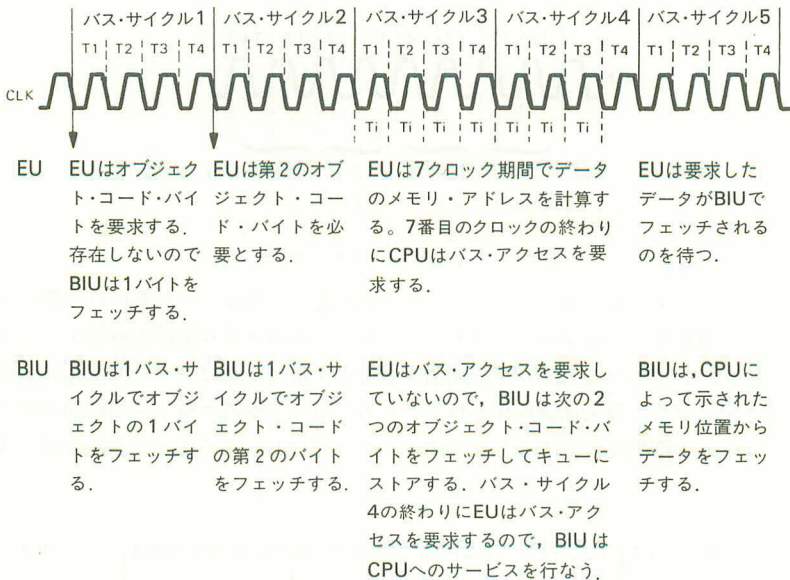 バス・サイクル1 バス・サイクル2 バス・サイクル3 バス・サイクル4 バス・サイクル5
T1 T2 T3 T4 T1 T2 T3 T4 T1 T2 T3 T4 T1 T2 T3 T4 T1 T2 T3 T4
CLK
Ti Ti Ti Ti Ti Ti Ti
EU
EUはオブジェク
ト・コード・バイ
トを要求する.
存在しないので
BIUは1バイトを
フェッチする.
EUは第2のオブ
ジェクト・コー
ド・バイトを必
要とする.
EUは7クロック期間でデータ
のメモリ・アドレスを計算す
る。7番目のクロックの終わり
にCPUはバス・アクセスを要
求する.
EUは要求した
データがBIUで
フェッチされる
のを待つ.
BIU
BIUは1バス・サ
イクルでオブジ
ェクトの1バイ
トをフェッチす
る.
BIUは1バス・サ
イクルでオブジ
ェクト・コード
の第2のバイト
をフェッチする.
EUはバス・アクセスを要求し
ていないので, BIUは次の2
つのオブジェクト・コード・バ
イトをフェッチしてキューに
ストアする. バス・サイクル
4の終わりにEUはバス・アク
セスを要求するので, BIUは
CPUへのサービスを行なう.
BIUは,CPUに
よって示された
メモリ位置から
データをフェッ
チする.